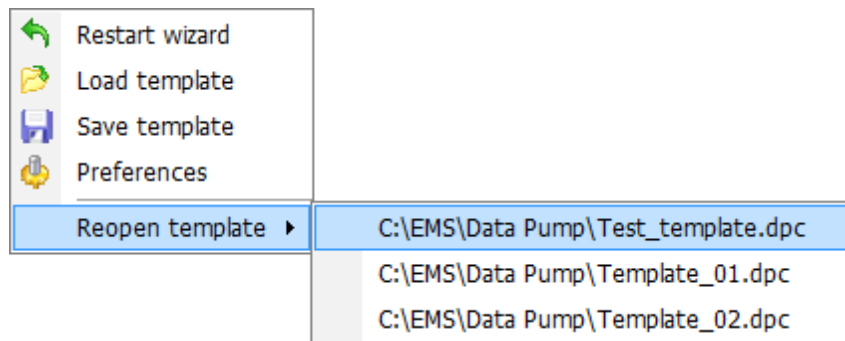 Restart wizard
Load template
Save template
Preferences
Reopen template
C:\EMS\Data Pump\Test_template.dpc
C:\EMS\Data Pump\Template_01.dpc
C:\EMS\Data Pump\Template_02.dpc